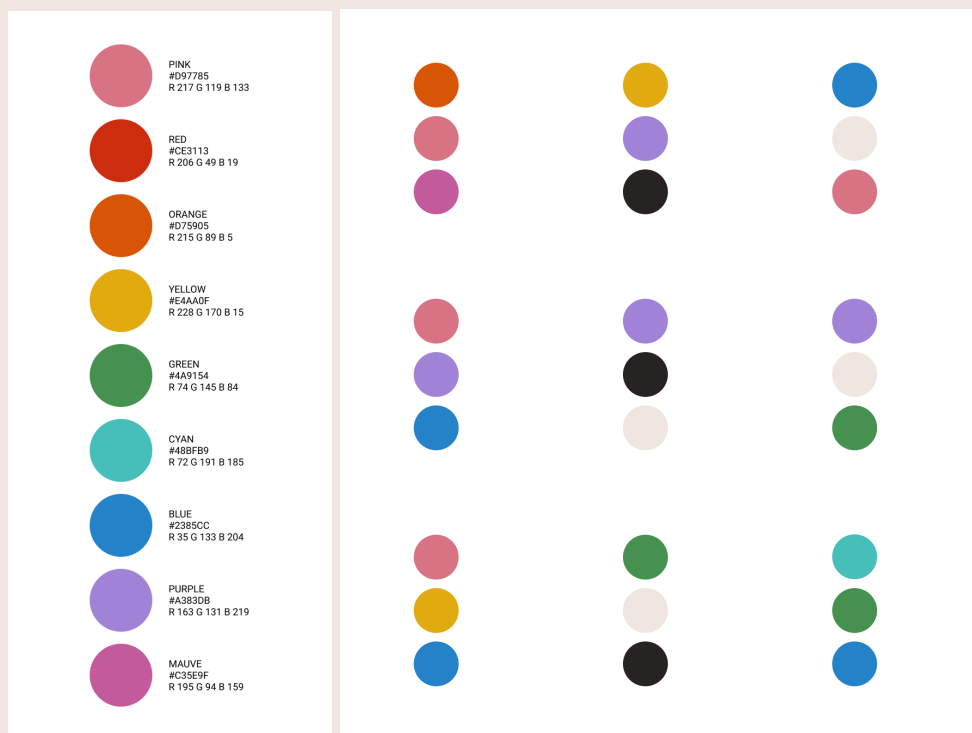 PINK
#D97785
R 217 G 119 B 133
RED
#CE3113
R 206 G 49 B 19
ORANGE
#D75905
R 215 G 89 B 5
YELLOW
#E4AA0F
R 228 G 170 B 15
GREEN
#4A9154
R 74 G 145 B 84
CYAN
#48BFB9
R 72 G 191 B 185
BLUE
#2385CC
R 35 G 133 B 204
PURPLE
#A383DB
R 163 G 131 B 219
MAUVE
#C35E9F
R 195 G 94 B 159